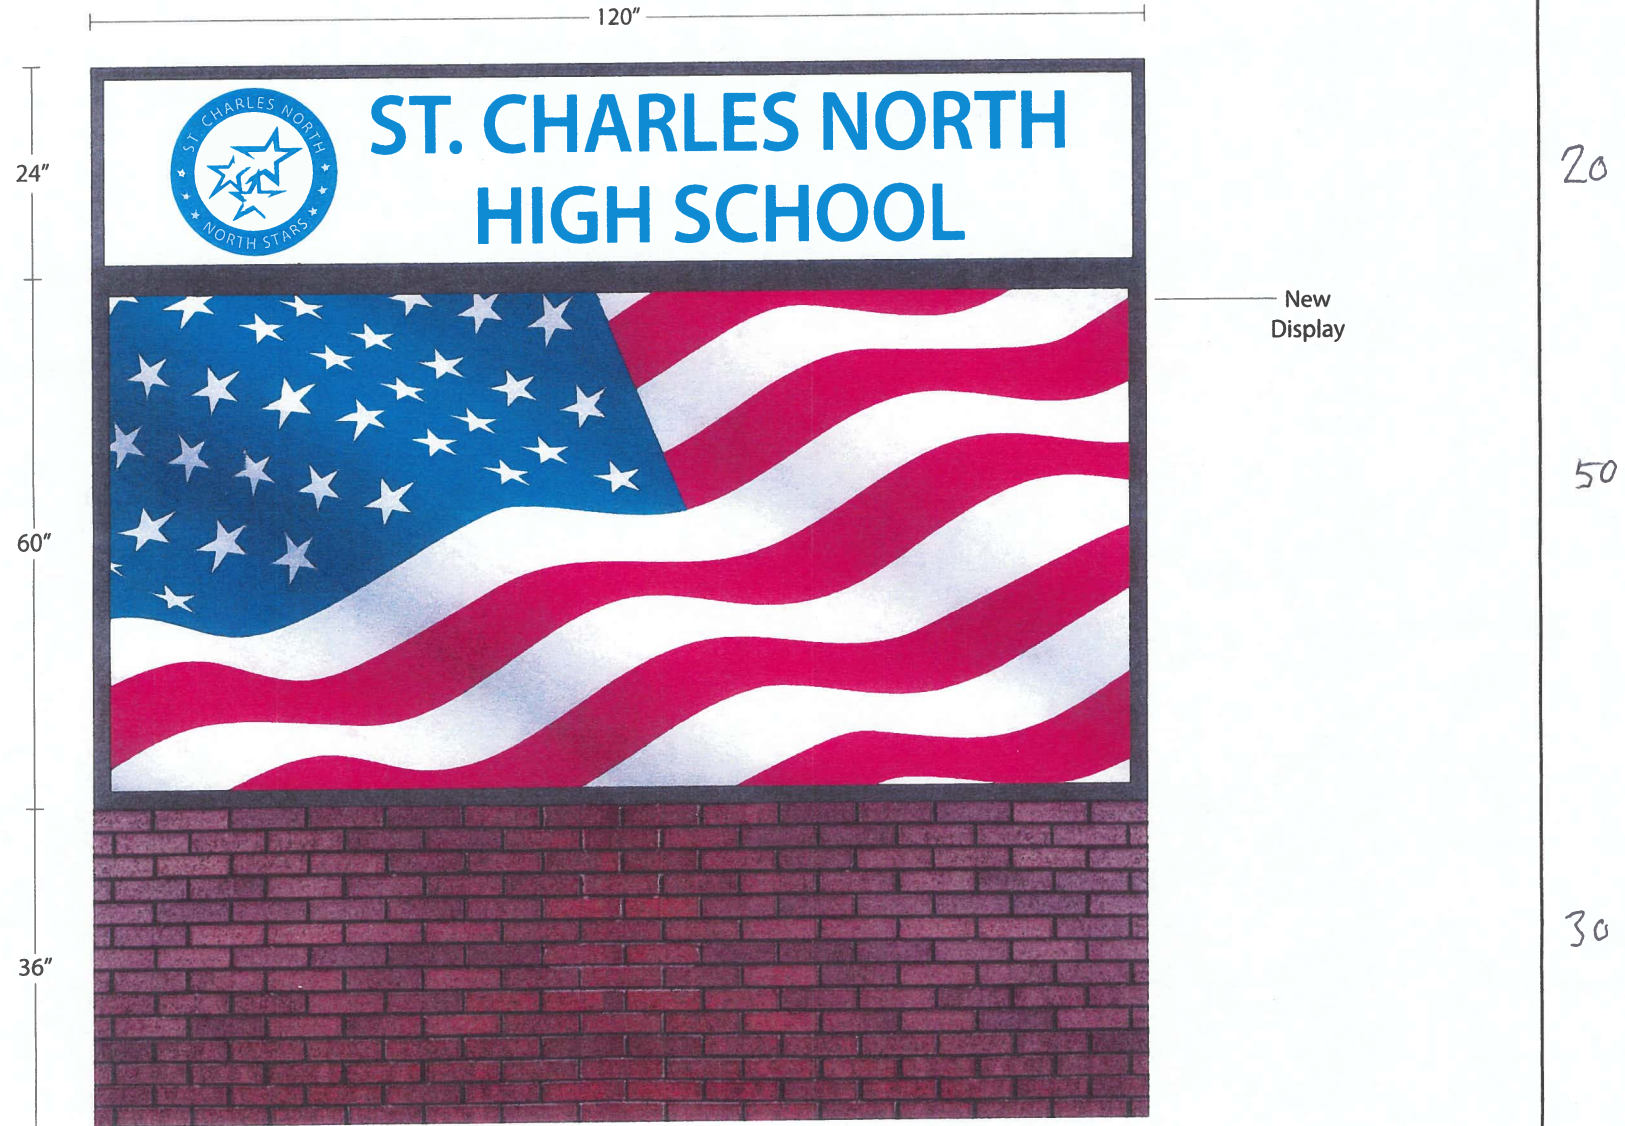 120"
24"
ST. CHARLES NORTH
NORTH STARS
ST. CHARLES NORTH
HIGH SCHOOL
20
New
Display
50
60"
30
36"